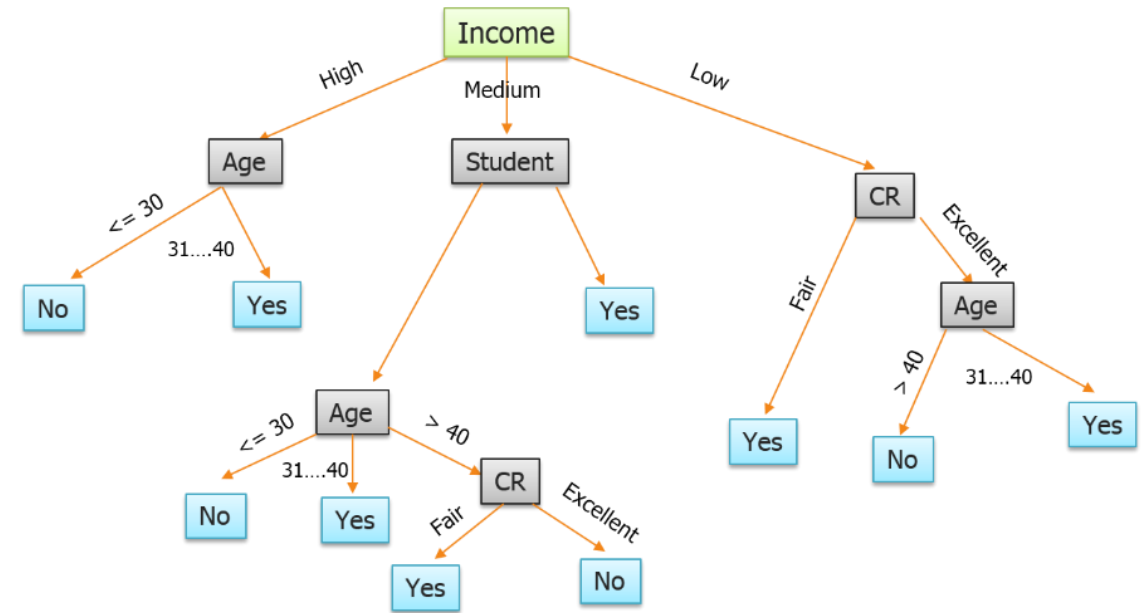 Income
High
Medium
Low
Age
Student
CR
<= 30
31....40
Fair
Excellent
No
Yes
Yes
Age
> 40
31....40
Age
Yes
No
Yes
<= 30
31....40
> 40
CR
No
Yes
Fair
Excellent
Yes
No